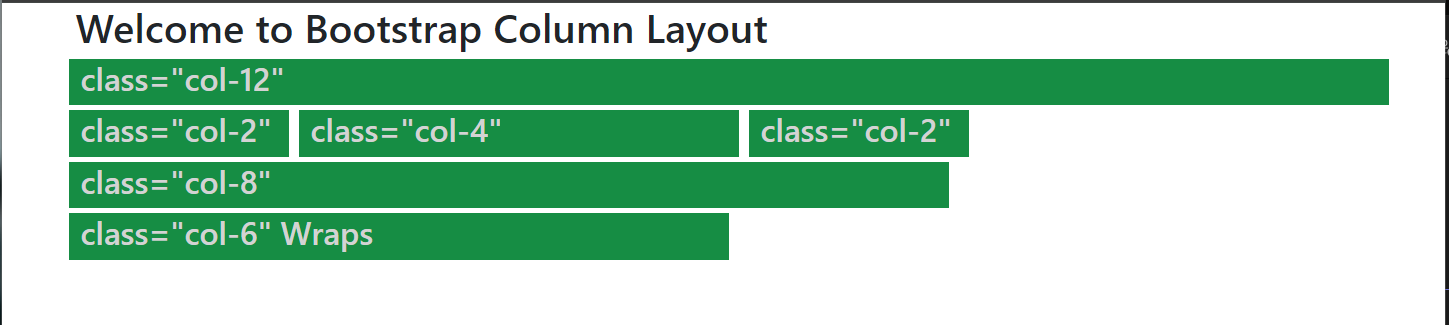 Welcome to Bootstrap Column Layout
class="col-12"
class="col-2" class="col-4" class="col-2"
class="col-8"
class="col-6" Wraps